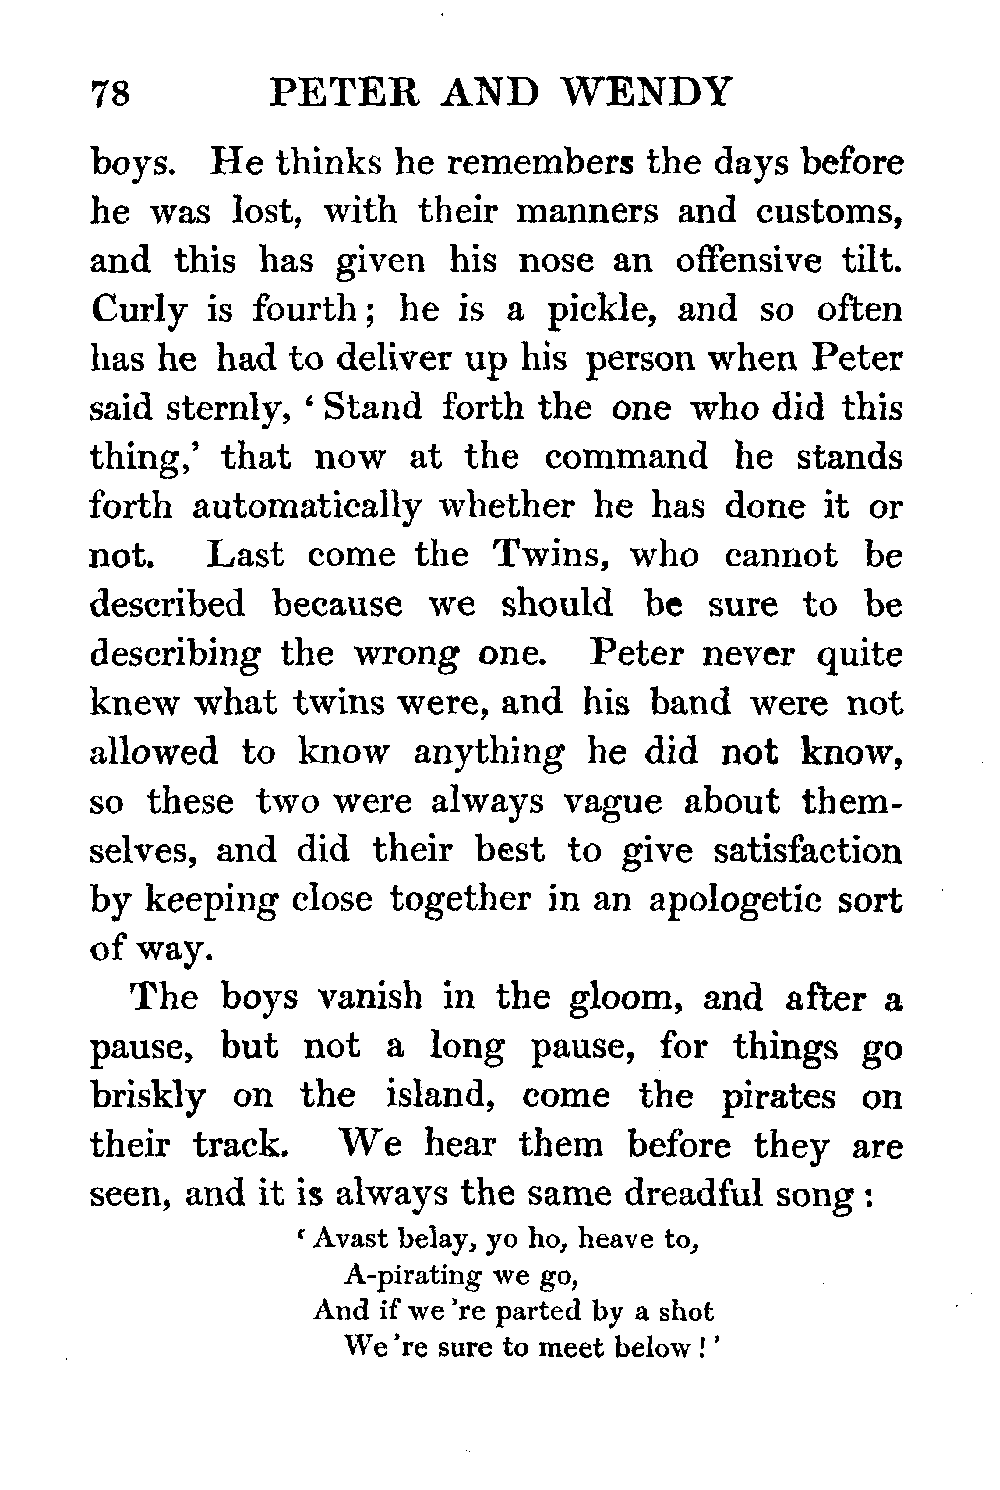 78 PETER AND WENDY
boys. He thinks he remembers the days before
he was lost, with their manners and customs,
and this has given his nose an offensive tilt.
Curly is fourth; he is a pickle, and so often
has he had to deliver up his person when Peter
said sternly, ‘Stand forth the one who did this
thing,’ that now at the command he stands
forth automatically whether he has done it or
not. Last come the Twins, who cannot be
described because we should be sure to be
describing the wrong one. Peter never quite
knew what twins were, and his band were not
allowed to know anything he did not know,
so these two were always vague about them-
selves, and did their best to give satisfaction
by keeping close together in an apologetic sort
of way.
The boys vanish in the gloom, and after a
pause, but not a long pause, for things go
briskly on the island, come the pirates on
their track. We hear them before they are
seen, and it is always the same dreadful song:
‘Avast belay, yo ho, heave to,
A-pirating we go,
And if we ’re parted by a shot
We ’re sure to meet below!’